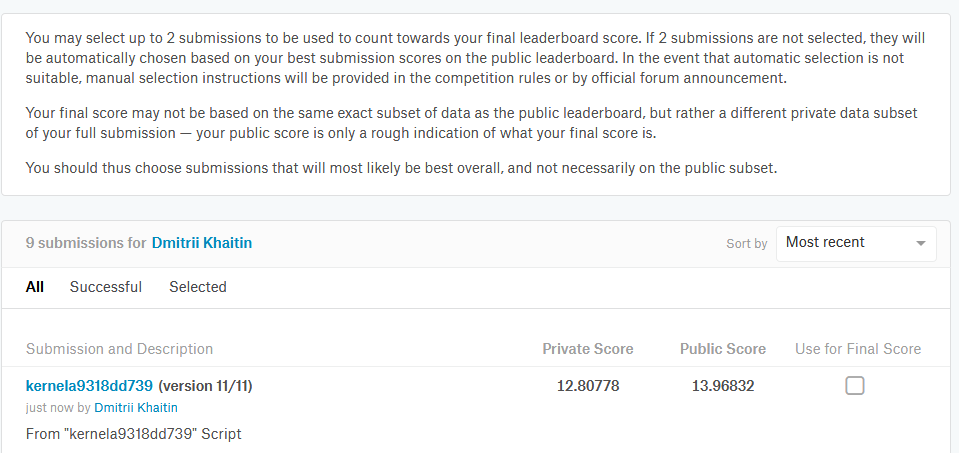 You may select up to 2 submissions to be used to count towards your final leaderboard score. If 2 submissions are not selected, they will
be automatically chosen based on your best submission scores on the public leaderboard. In the event that automatic selection is not
suitable, manual selection instructions will be provided in the competition rules or by official forum announcement.
Your final score may not be based on the same exact subset of data as the public leaderboard, but rather a different private data subset
of your full submission — your public score is only a rough indication of what your final score is.
You should thus choose submissions that will most likely be best overall, and not necessarily on the public subset.
9 submissions for Dmitrii Khaitin Sort by Most recent
All Successful Selected
Submission and Description Private Score Public Score Use for Final Score
kernela9318dd739 (version 11/11) 12.80778 13.96832
just now by Dmitrii Khaitin
From "kernela9318dd739" Script